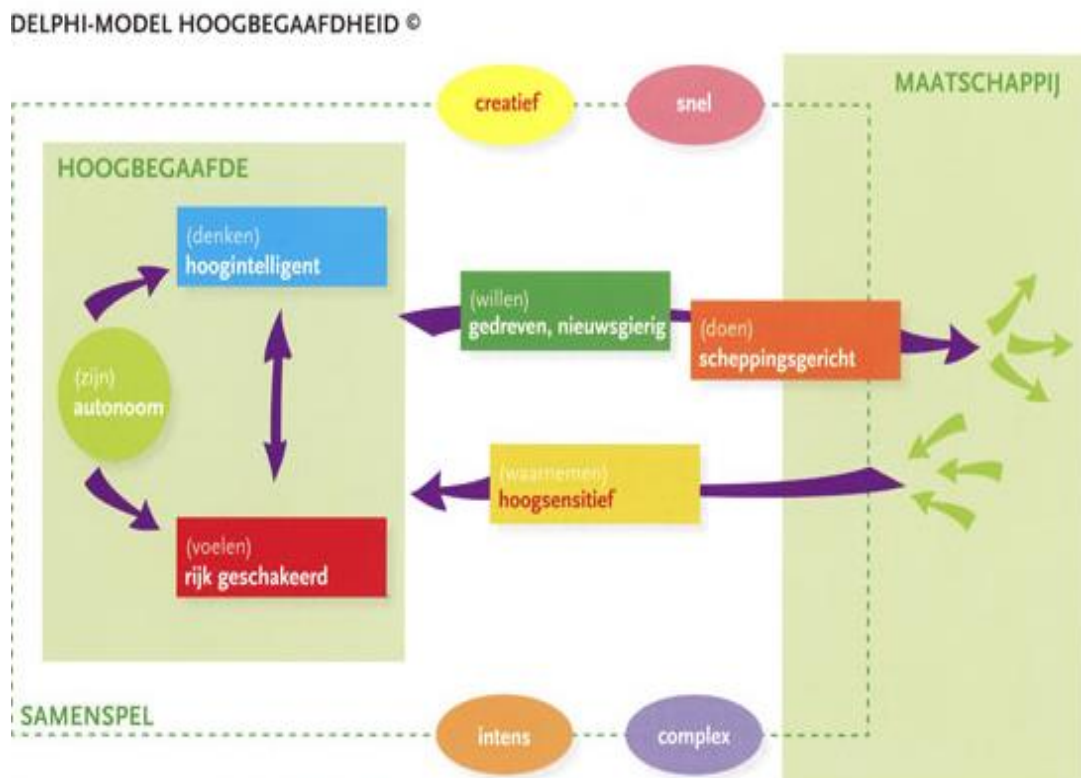 DELPHI-MODEL HOOGBEGAAFDHEID ©
creatief
snel
MAATSCHAPPIJ
HOOGBEGAAFDE
(denken)
hoogintelligent
(willen)
gedreven, nieuwsgierig
(doen)
scheppingsgericht
(zijn)
autonoom
(waarnemen)
hoogsensitief
(voelen)
rijk geschakeerd
SAMENSPEL
intens
complex